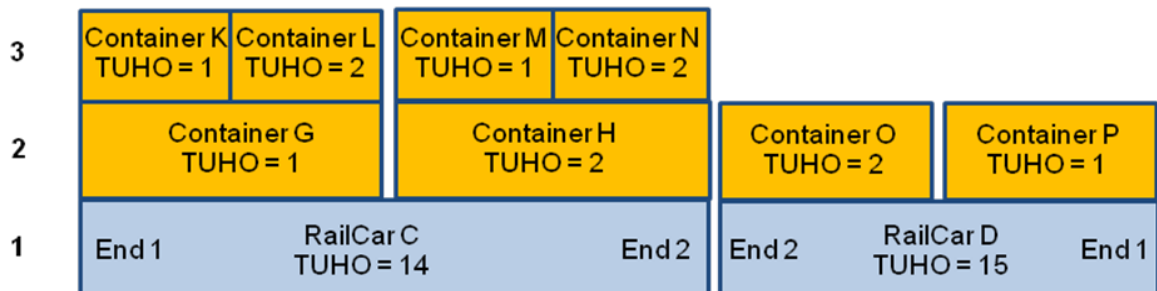 3
Container K
TUHO = 1
Container L
TUHO = 2
Container M
TUHO = 1
Container N
TUHO = 2
2
Container G
TUHO = 1
Container H
TUHO = 2
Container O
TUHO = 2
Container P
TUHO = 1
1
End 1
RailCar C
TUHO = 14
End 2
End 2
RailCar D
TUHO = 15
End 1